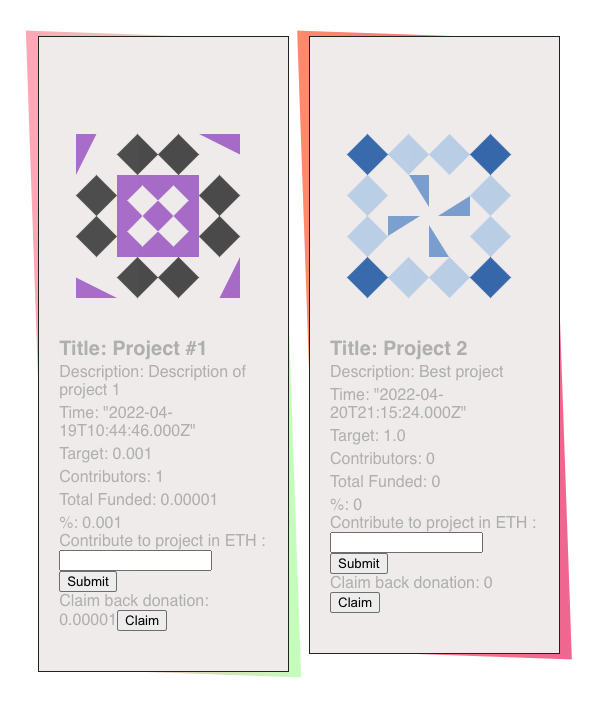 Title: Project #1
Description: Description of
project 1
Time: "2022-04-
19T10:44:46.000Z"
Target: 0.001
Contributors: 1
Total Funded: 0.00001
%: 0.001
Contribute to project in ETH :
Submit
Claim back donation:
0.00001 Claim
Title: Project 2
Description: Best project
Time: "2022-04-
20T21:15:24.000Z"
Target: 1.0
Contributors: 0
Total Funded: 0
%: 0
Contribute to project in ETH :
Submit
Claim back donation: 0
Claim